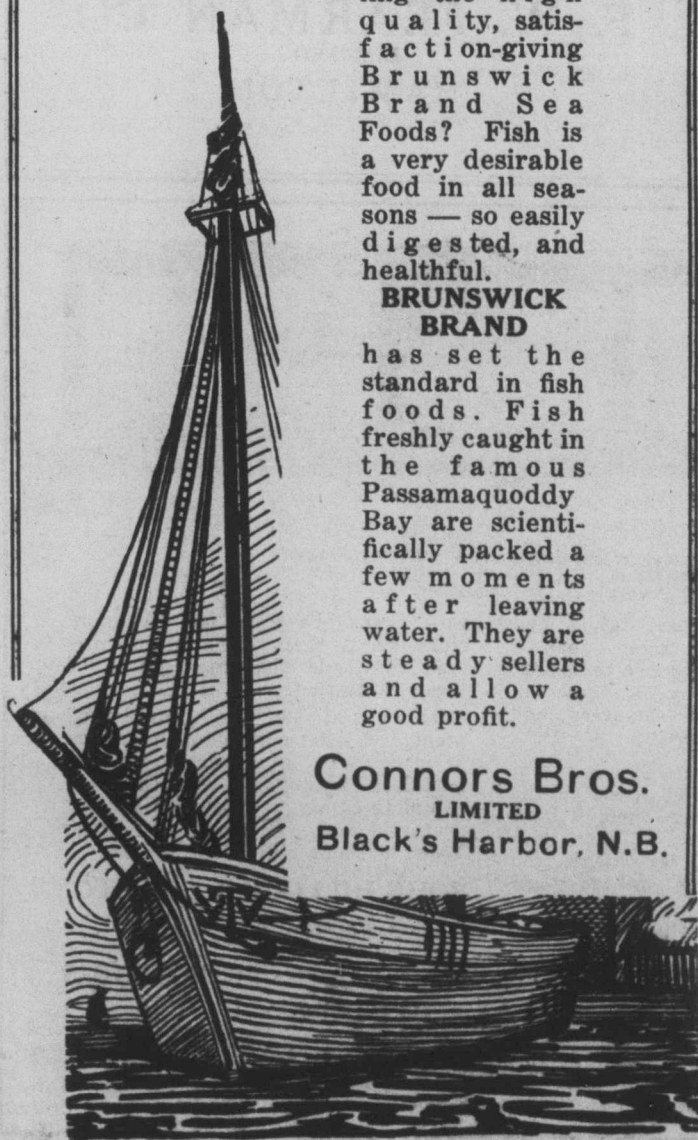 quality, satis-
faction-giving
Brunswick
Brand Sea
Foods? Fish is
a very desirable
food in all sea-
sons — so easily
digested, and
healthful.
BRUNSWICK
BRAND
has set the
standard in fish
foods. Fish
freshly caught in
the famous
Passamaquoddy
Bay are scienti-
fically packed a
few moments
after leaving
water. They are
steady sellers
and allow a
good profit.
Connors Bros.
LIMITED
Black's Harbor, N.B.